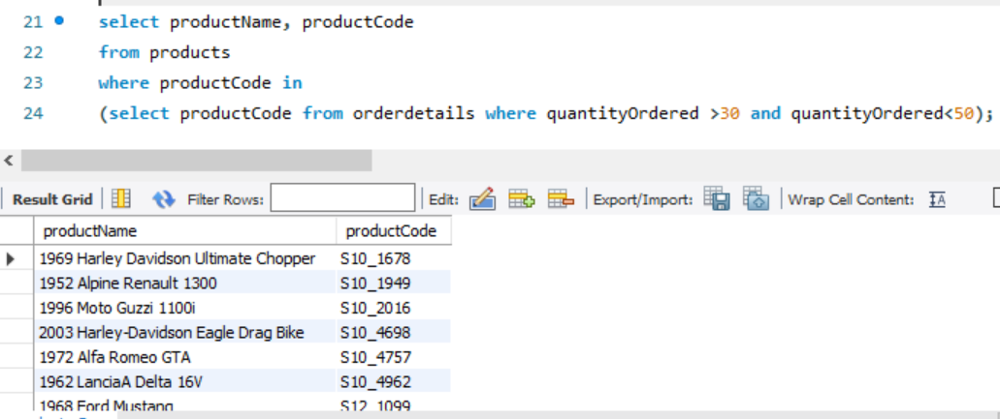 21 select productName, productCode
22 from products
23 where productCode in
24 (select productCode from orderdetails where quantityOrdered >30 and quantityOrdered<50);
Result Grid Filter Rows: Edit: Export/Import: Wrap Cell Content:
productName productCode
1969 Harley Davidson Ultimate Chopper S10_1678
1952 Alpine Renault 1300 S10_1949
1996 Moto Guzzi 1100i S10_2016
2003 Harley-Davidson Eagle Drag Bike S10_4698
1972 Alfa Romeo GTA S10_4757
1962 LanciaA Delta 16V S10_4962
1968 Ford Mustang S12_1099